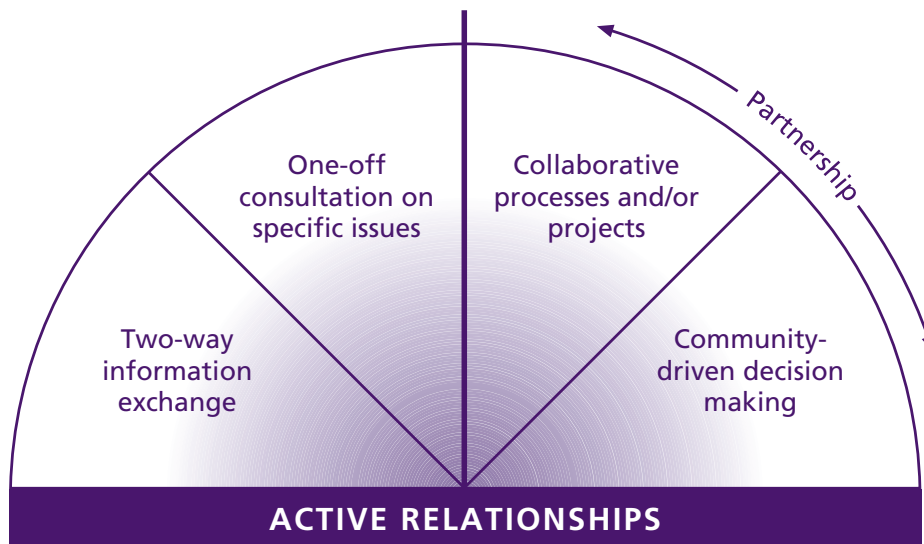 Partnership
One-off
consultation on
specific issues
Collaborative
processes and/or
projects
Two-way
information
exchange
Community-
driven decision
making
ACTIVE RELATIONSHIPS